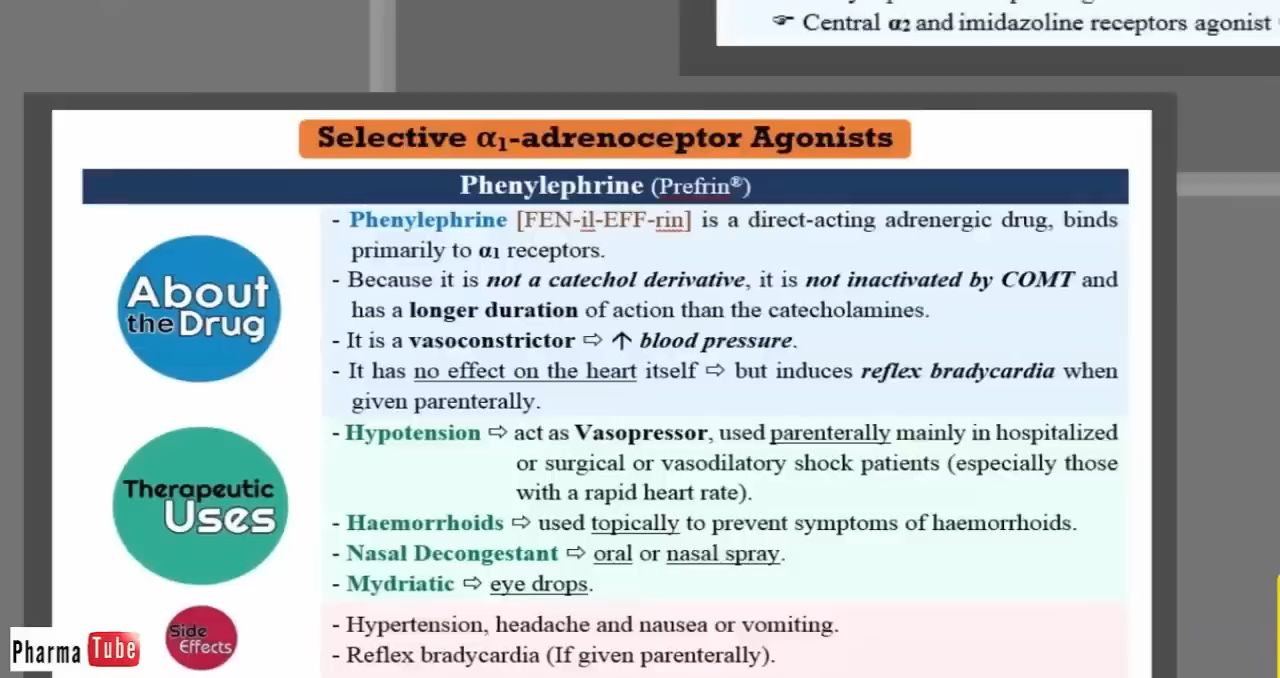 ☞ Central α2 and imidazoline receptors agonist
Selective α1-adrenoceptor Agonists
Phenylephrine (Prefrin®)
About
the Drug
- Phenylephrine [FEN-il-EFF-rin] is a direct-acting adrenergic drug, binds
primarily to α1 receptors.
- Because it is not a catechol derivative, it is not inactivated by COMT and
has a longer duration of action than the catecholamines.
- It is a vasoconstrictor ⇨ ↑ blood pressure.
- It has no effect on the heart itself ⇨ but induces reflex bradycardia when
given parenterally.
Therapeutic
Uses
- Hypotension ⇨ act as Vasopressor, used parenterally mainly in hospitalized
or surgical or vasodilatory shock patients (especially those
with a rapid heart rate).
- Haemorrhoids ⇨ used topically to prevent symptoms of haemorrhoids.
- Nasal Decongestant ⇨ oral or nasal spray.
- Mydriatic ⇨ eye drops.
Side
Effects
- Hypertension, headache and nausea or vomiting.
- Reflex bradycardia (If given parenterally).
Pharma Tube